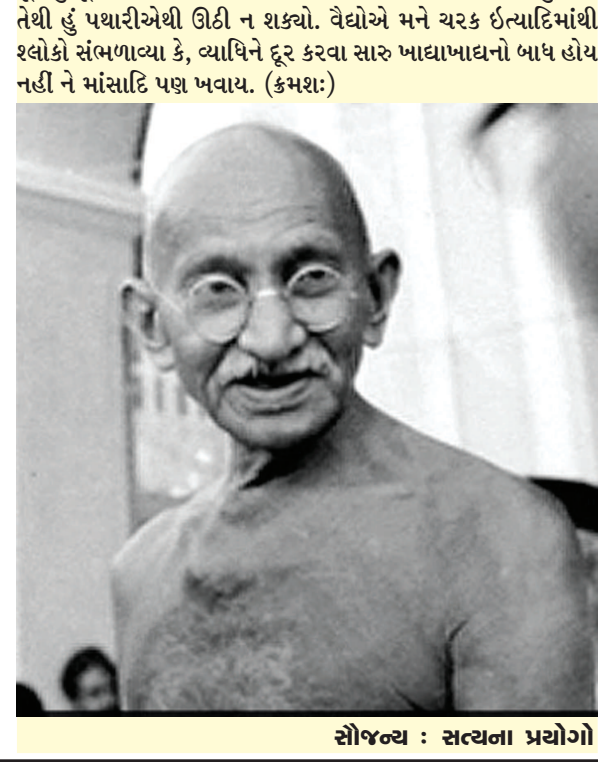 તેથી હું પથારીએથી ઊઠી ન શક્યો. વૈદ્યોએ મને ચરક ઇત્યાદિમાંથી
શ્લોકો સંભળાવ્યા કે, વ્યાધિને દૂર કરવા સારુ ખાદ્યાખાદ્યનો બાધ હોય
નહીં ને માંસાદિ પણ ખવાય. (ક્રમશઃ)
સૌજન્ય : સત્યના પ્રયોગો